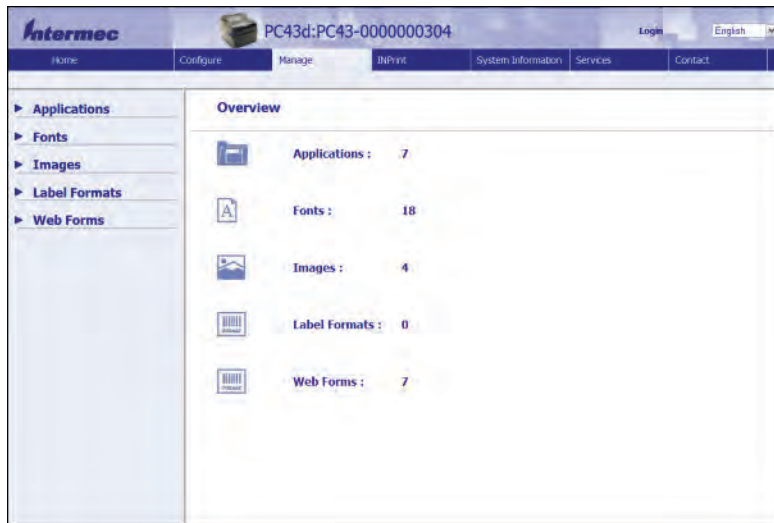 Intermec PC43d:PC43-0000000304 Login English
Home Configure Manage INPrint System Information Services Contact
Applications
Fonts
Images
Label Formats
Web Forms
Overview
Applications : 7
Fonts : 18
Images : 4
Label Formats : 0
Web Forms : 7